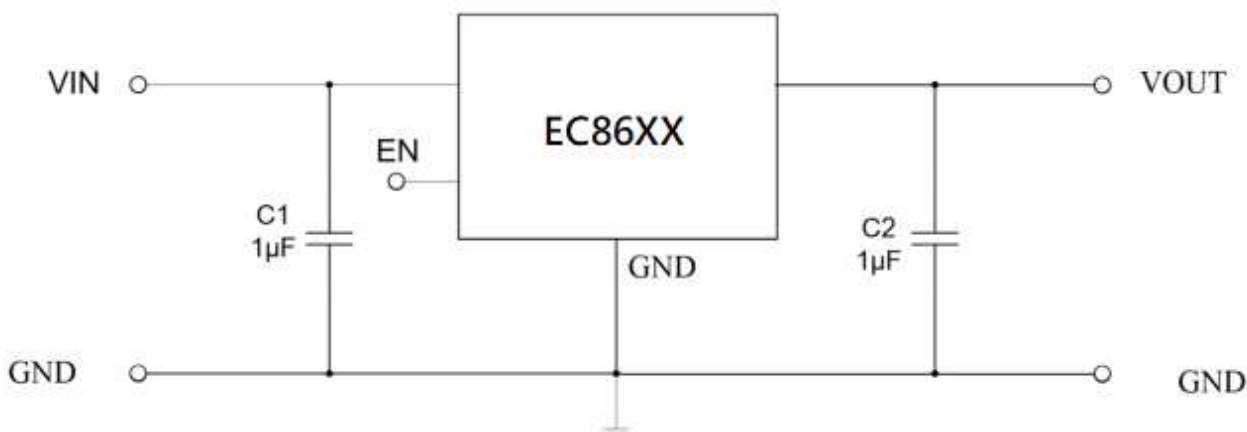 VIN
VOUT
EC86XX
EN
C1
1µF
C2
1µF
GND
GND
GND